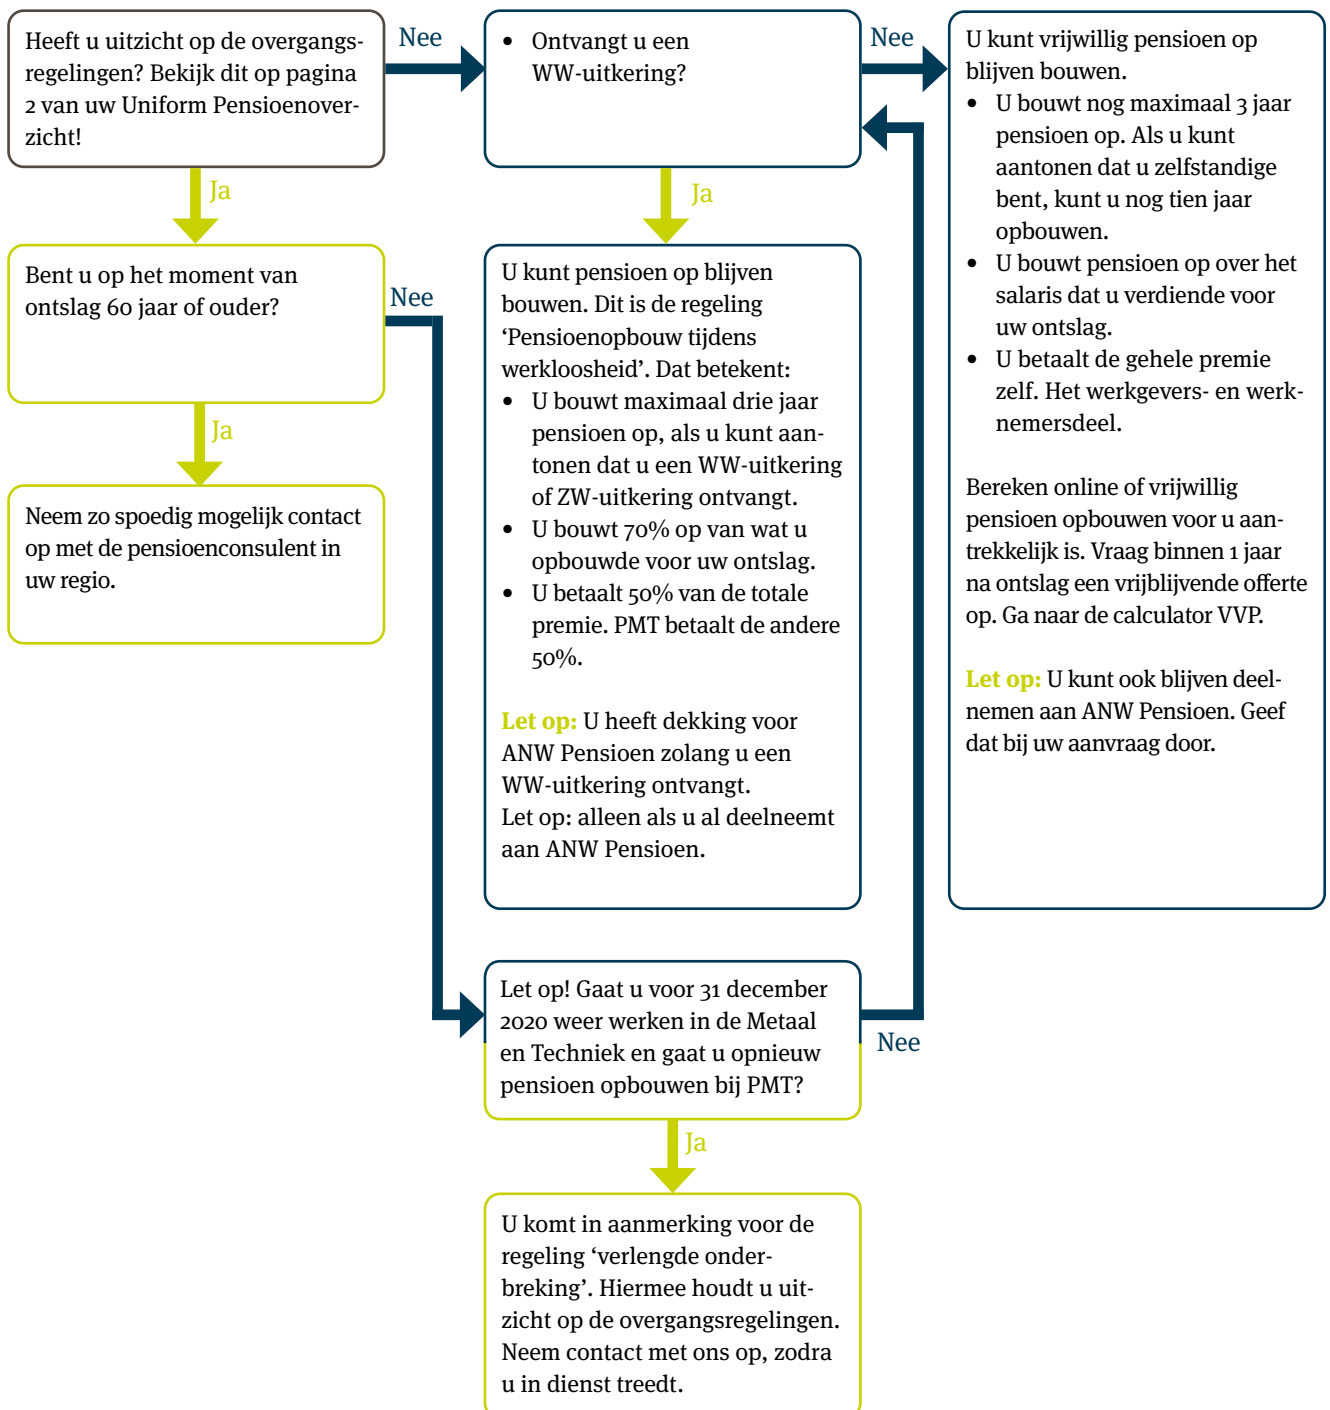 Heeft u uitzicht op de overgangs-
regelingen? Bekijk dit op pagina
2 van uw Uniform Pensioenover-
zicht!
Nee
• Ontvangt u een
WW-uitkering?
Nee
U kunt vrijwillig pensioen op
blijven bouwen.
• U bouwt nog maximaal 3 jaar
pensioen op. Als u kunt
aantonen dat u zelfstandige
bent, kunt u nog tien jaar
opbouwen.
• U bouwt pensioen op over het
salaris dat u verdiende voor
uw ontslag.
• U betaalt de gehele premie
zelf. Het werkgevers- en werk-
nemersdeel.
Bereken online of vrijwillig
pensioen opbouwen voor u aan-
trekkelijk is. Vraag binnen 1 jaar
na ontslag een vrijblijvende offerte
op. Ga naar de calculator VVP.
Let op: U kunt ook blijven deel-
nemen aan ANW Pensioen. Geef
dat bij uw aanvraag door.
Ja
Ja
Bent u op het moment van
ontslag 60 jaar of ouder?
Nee
U kunt pensioen op blijven
bouwen. Dit is de regeling
‘Pensioenopbouw tijdens
werkloosheid’. Dat betekent:
• U bouwt maximaal drie jaar
pensioen op, als u kunt aan-
tonen dat u een WW-uitkering
of ZW-uitkering ontvangt.
• U bouwt 70% op van wat u
opbouwde voor uw ontslag.
• U betaalt 50% van de totale
premie. PMT betaalt de andere
50%.
Let op: U heeft dekking voor
ANW Pensioen zolang u een
WW-uitkering ontvangt.
Let op: alleen als u al deelneemt
aan ANW Pensioen.
Ja
Neem zo spoedig mogelijk contact
op met de pensioenconsulent in
uw regio.
Let op! Gaat u voor 31 december
2020 weer werken in de Metaal
en Techniek en gaat u opnieuw
pensioen opbouwen bij PMT?
Nee
Ja
U komt in aanmerking voor de
regeling ‘verlengde onder-
breking’. Hiermee houdt u uit-
zicht op de overgangsregelingen.
Neem contact met ons op, zodra
u in dienst treedt.